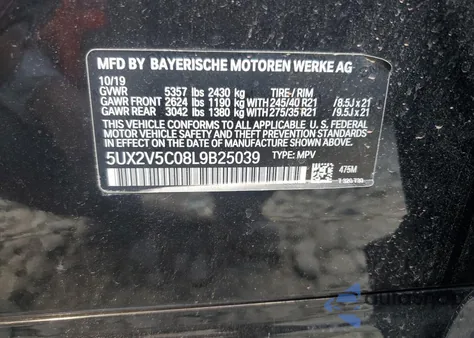 MFD BY BAYERISCHE MOTOREN WERKE AG
10/19
GVWR 5357 lbs 2430 kg TIRE-/ RIM
GAWR FRONT 2624 lbs 1190 kg WITH 245/40 R21 /8.5J x 21
GAWR REAR 3042 lbs 1380 kg WITH 275/35 R21 /9.5J x 21
THIS VEHICLE CONFORMS TO ALL APPLICABLE
U.S. FEDERAL MOTOR VEHICLE SAFETY AND
THEFT PREVENTION STANDARDS IN EFFECT
ON THE DATE OF MANUFACTURE SHOWN ABOVE.
5UX2V5C08L9B25039 TYPE: MPV
475M